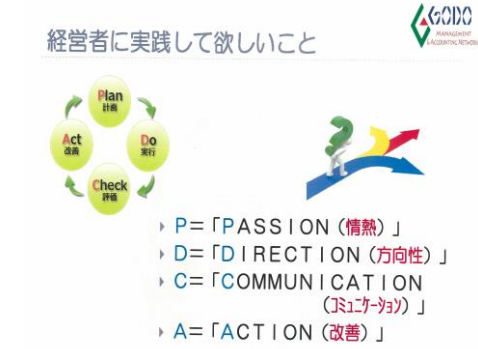 経営者に実践して欲しいこと
GODO
MANAGEMENT
& ACCOUNTING NETWORK
Plan
計画
Act
改善
Do
実行
Check
評価
P=「PASSION(情熱)」
D=「DIRECTION(方向性)」
C=「COMMUNICATION
(コミュニケーション)」
A=「ACTION(改善)」